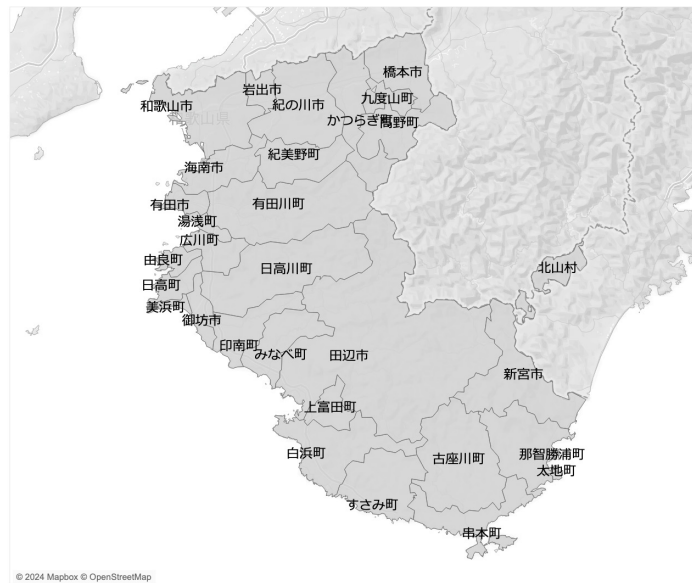 橋本市
岩出市
九度山町
和歌山市
紀の川市
和歌山県
かつらぎ町
高野町
紀美野町
海南市
有田市
有田川町
湯浅町
広川町
由良町
日高川町
北山村
日高町
美浜町
御坊市
印南町
みなべ町
田辺市
新宮市
上富田町
白浜町
古座川町
那智勝浦町
太地町
すさみ町
串本町
© 2024 Mapbox © OpenStreetMap